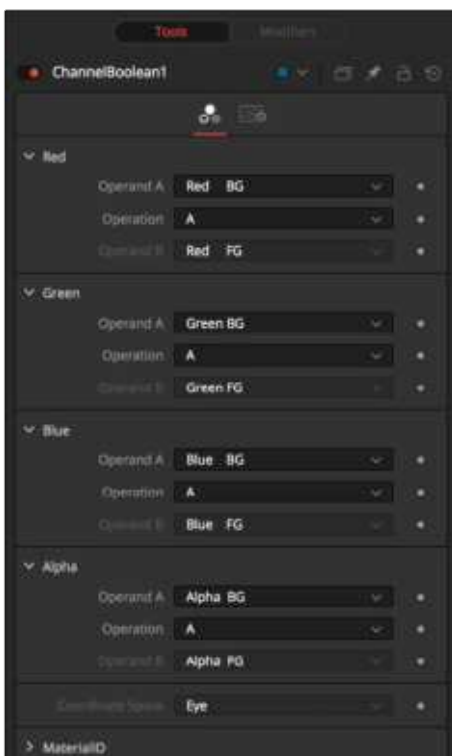 Tools Modifiers
ChannelBoolean1
Red
Operand A Red BG
Operation A
Operand B Red FG
Green
Operand A Green BG
Operation A
Operand B Green FG
Blue
Operand A Blue BG
Operation A
Operand B Blue FG
Alpha
Operand A Alpha BG
Operation A
Operand B Alpha FG
Coordinate Space Eye
MaterialID